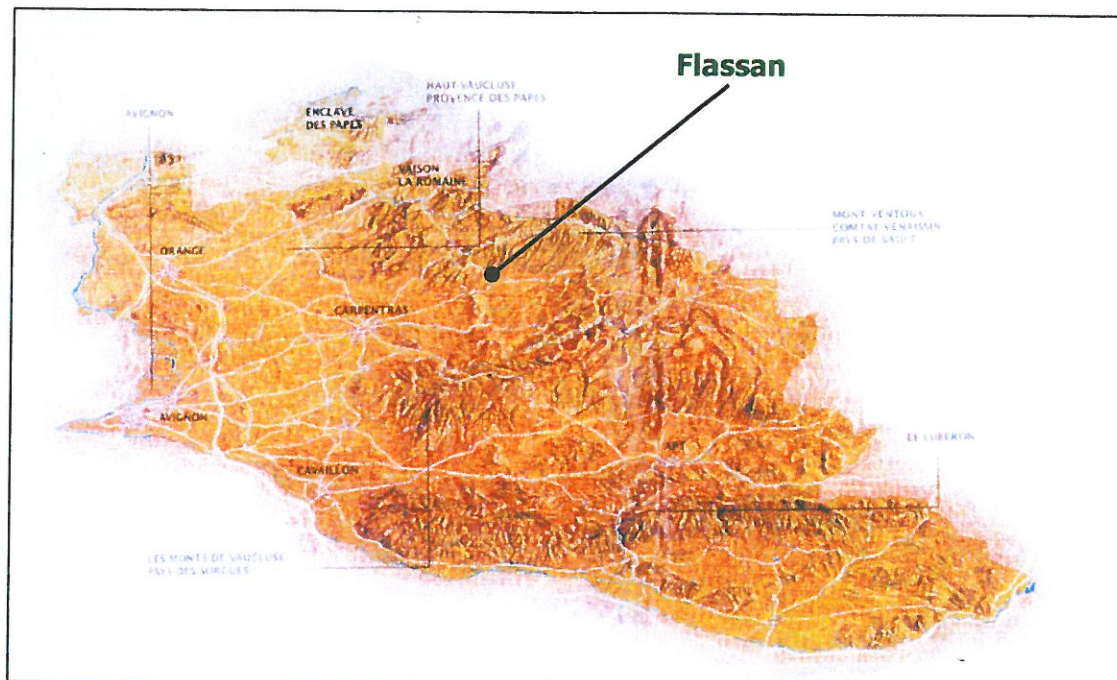 Flassan
HAUT VAUCLUSE
PROVENCE DES PAPES
AVIGNON
ENCLAVE
DES PAPES
VAISON
LA ROMAINE
MONT VENTOUX
COMTAT VENAISSIN
PAYS DE SAULT
ORANGE
CARPENTRAS
AVIGNON
APT
LE LUBERON
CAVAILLON
LES MONTS DE VAUCLUSE
PAYS DES SORGUES